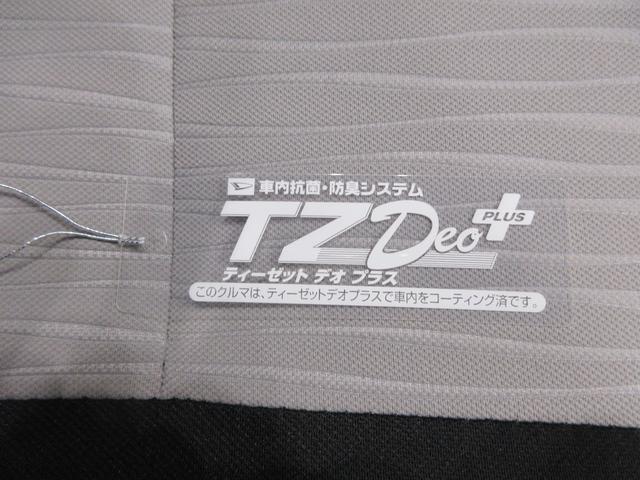 車内抗菌・防臭システム
TZ Deo PLUS
ティーゼット デオ プラス
このクルマは、ティーゼットデオプラスで車内をコーティング済です。